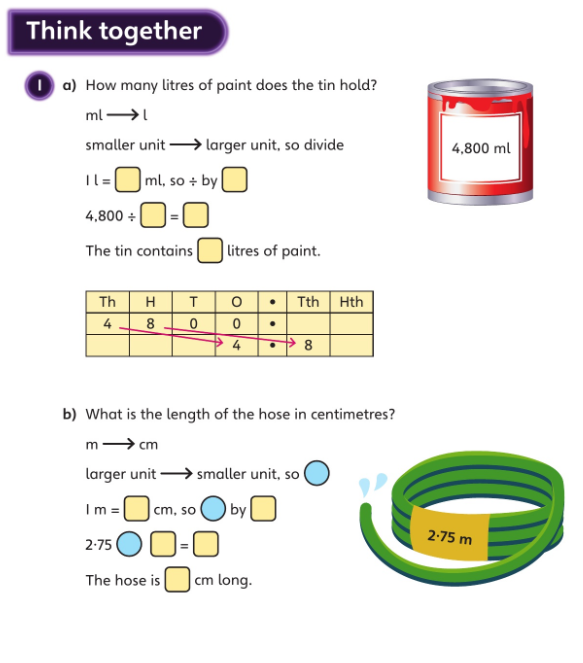 Think together
1 a) How many litres of paint does the tin hold?
ml → l
smaller unit → larger unit, so divide
1 l = ml, so ÷ by
4,800 ÷ =
The tin contains litres of paint.
4,800 ml
Th H T O • Tth Hth
4 8 0 0 •
4 • 8
b) What is the length of the hose in centimetres?
m → cm
larger unit → smaller unit, so
1 m = cm, so by
2·75 =
The hose is cm long.
2·75 m